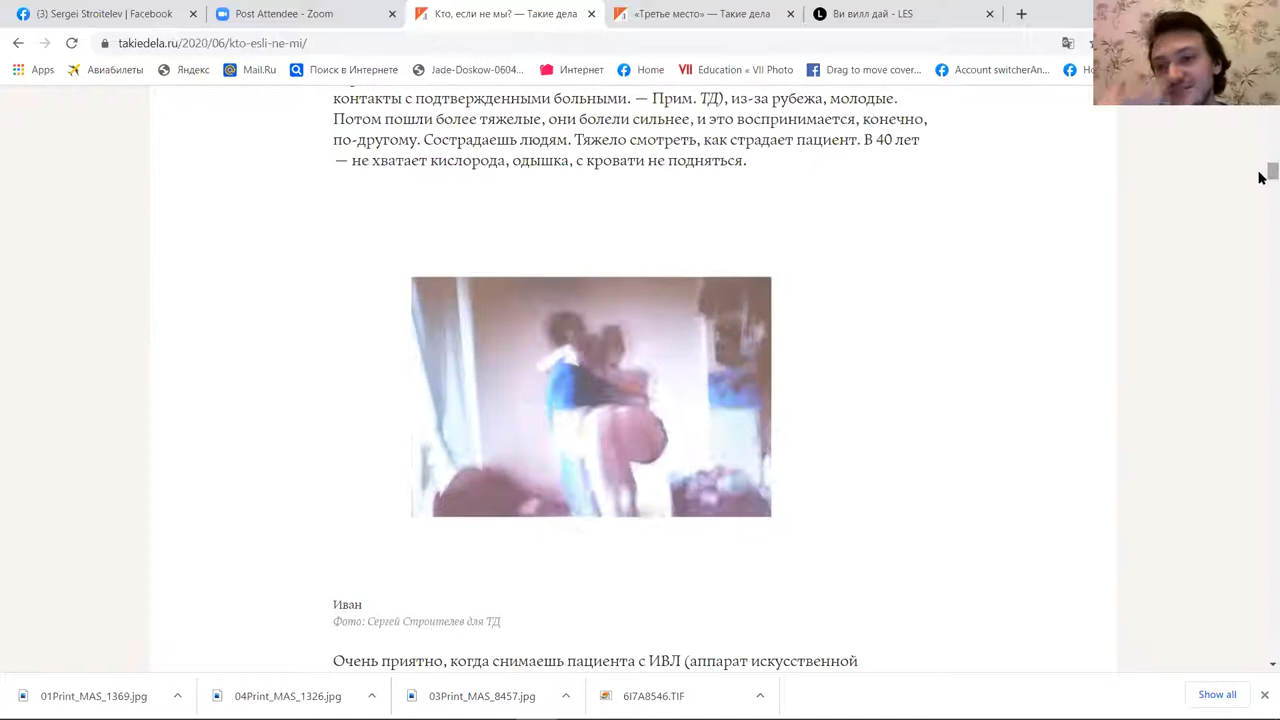 (3) Sergei Stroitelev | Facebook
Post Attendee - Zoom
Кто, если не мы? — Такие дела
«Третье место» — Такие дела
Ви вилл дай - LES
takiedela.ru/2020/06/kto-esli-ne-mi/
Apps
Авиабилеты
Яндекс
Mail.Ru
Поиск в Интернете
Jade-Doskow-0604...
Интернет
Home
Education « VII Photo
Drag to move cover...
Account switcherAn...
Ho
контакты с подтвержденными больными. — Прим. ТД), из-за рубежа, молодые.
Потом пошли более тяжелые, они болели сильнее, и это воспринимается, конечно,
по-другому. Сострадаешь людям. Тяжело смотреть, как страдает пациент. В 40 лет
— не хватает кислорода, одышка, с кровати не подняться.
Иван
Фото: Сергей Строителев для ТД
Очень приятно, когда снимаешь пациента с ИВЛ (аппарат искусственной
01Print_MAS_1369.jpg
04Print_MAS_1326.jpg
03Print_MAS_8457.jpg
6I7A8546.TIF
Show all